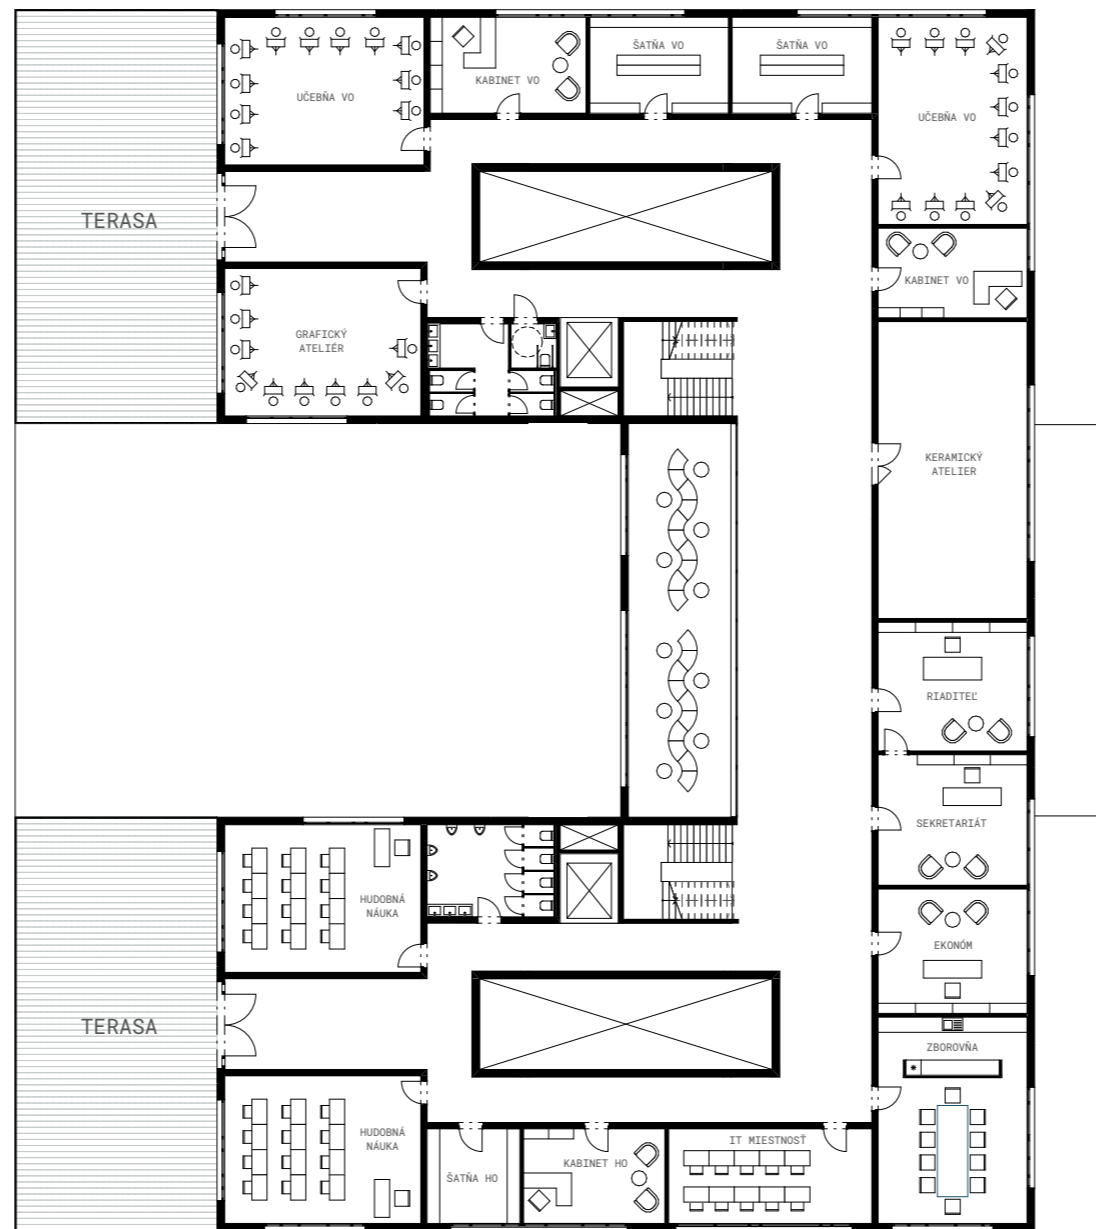 ŠATŇA VO
ŠATŇA VO
KABINET VO
UČEBŇA VO
UČEBŇA VO
TERASA
KABINET VO
GRAFICKÝ
ATELIÉR
KERAMICKÝ
ATELIER
RIADITEĽ
SEKRETARIÁT
HUDOBNÁ
NÁUKA
EKONÓM
TERASA
ZBOROVŇA
HUDOBNÁ
NÁUKA
IT MIESTNOSŤ
KABINET HO
ŠATŇA HO